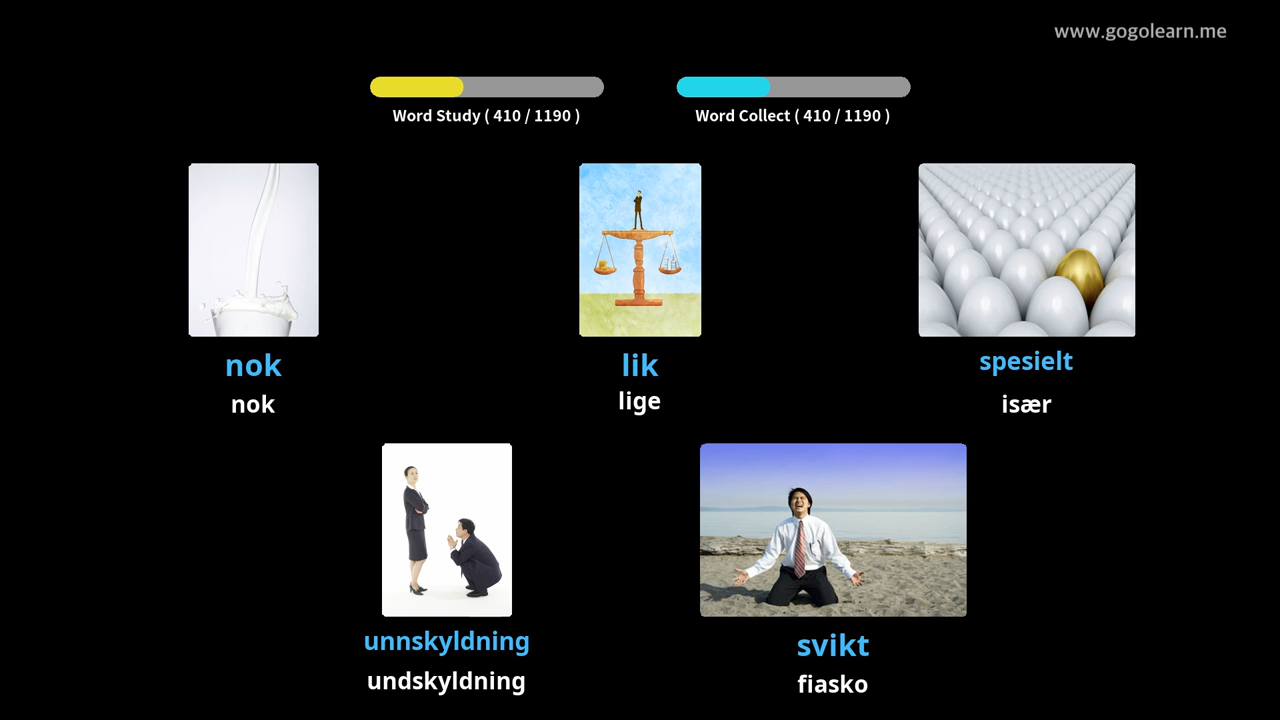 www.gogolearn.me
Word Study ( 410 / 1190 )
Word Collect ( 410 / 1190 )
nok
nok
lik
lige
spesielt
især
unnskyldning
undskyldning
svikt
fiasko